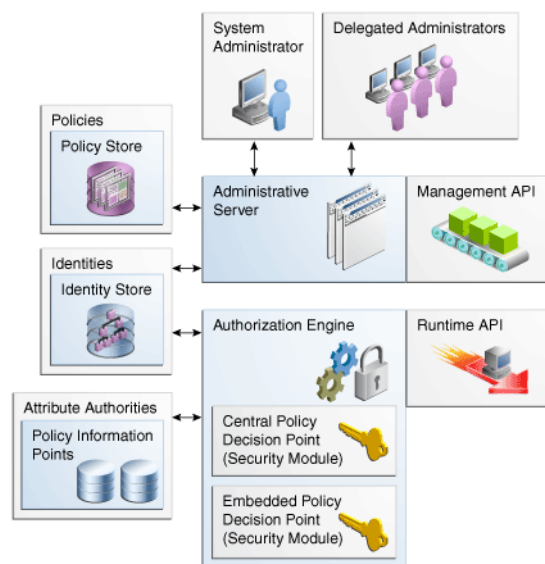 System
Administrator
Delegated Administrators
Policies
Policy Store
Administrative
Server
Management API
Identities
Identity Store
Authorization Engine
Runtime API
Attribute Authorities
Policy Information
Points
Central Policy
Decision Point
(Security Module)
Embedded Policy
Decision Point
(Security Module)